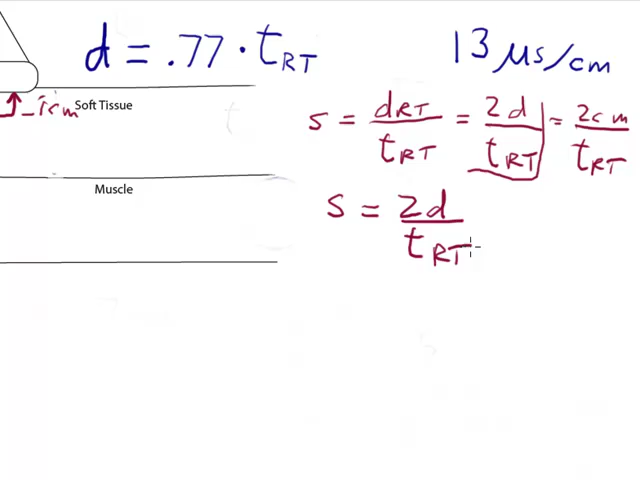 d = .77 · tRT
13 μs/cm
1cm
Soft Tissue
s = dRT/tRT = 2d/tRT = 2cm/tRT
Muscle
s = 2d/tRT